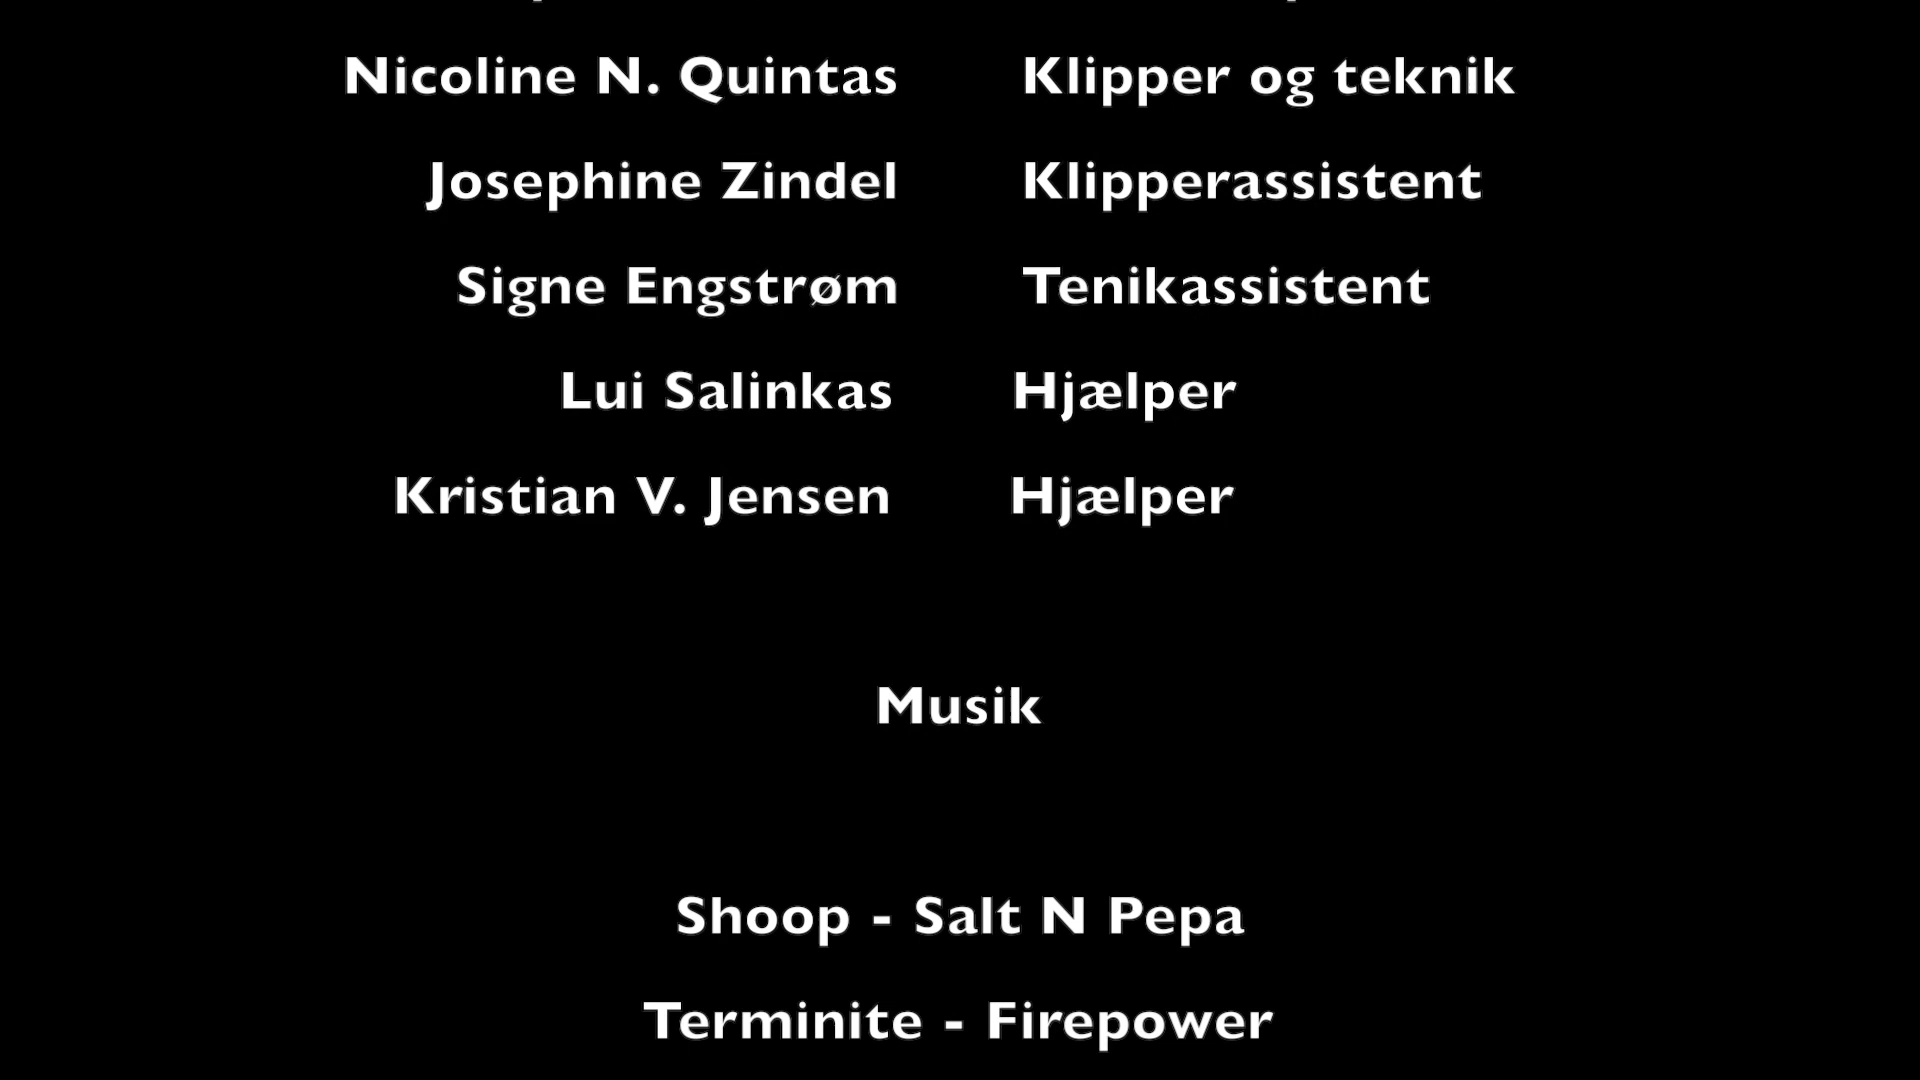 Nicoline N. Quintas Klipper og teknik
Josephine Zindel Klipperassistent
Signe Engstrøm Tenikassistent
Lui Salinkas Hjælper
Kristian V. Jensen Hjælper
Musik
Shoop - Salt N Pepa
Terminite - Firepower